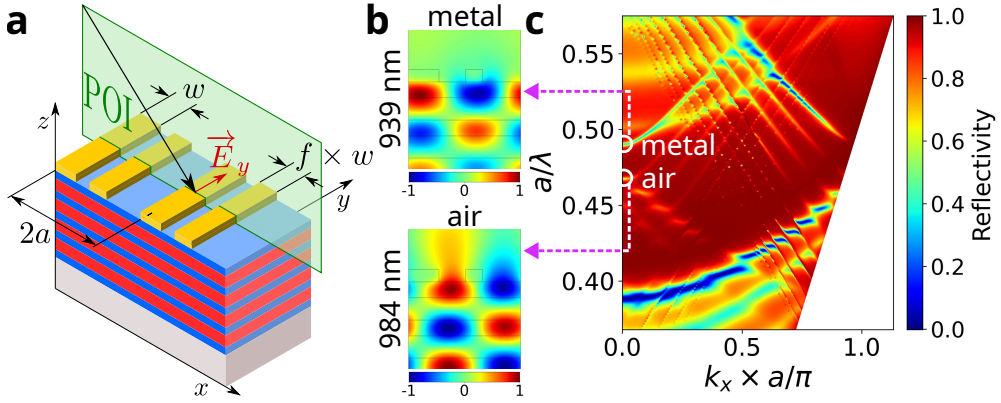 a
POI
w
z
E⃗ y
f × w
y
2a
x
b
metal
939 nm
-1 0 1
air
984 nm
-1 0 1
c
a/λ
0.55
0.50
0.45
0.40
metal
air
0.0 0.5 1.0
kₓ × a/π
1.0
0.8
0.6
0.4
0.2
0.0
Reflectivity